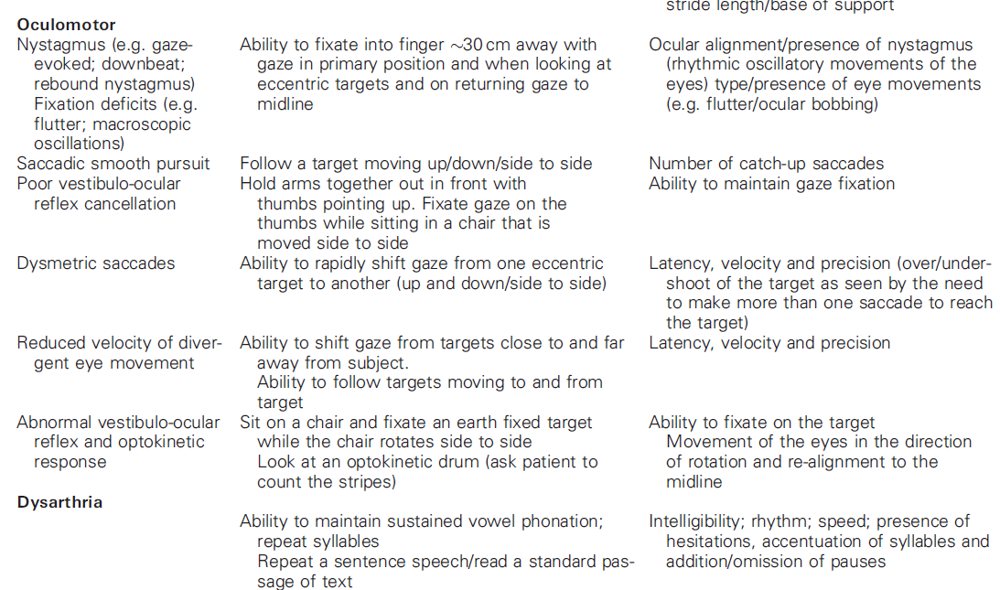 stride length/base of support
Oculomotor
Nystagmus (e.g. gaze-
evoked; downbeat;
rebound nystagmus)
Fixation deficits (e.g.
flutter; macroscopic
oscillations)
Ability to fixate into finger ~30 cm away with
gaze in primary position and when looking at
eccentric targets and on returning gaze to
midline
Ocular alignment/presence of nystagmus
(rhythmic oscillatory movements of the
eyes) type/presence of eye movements
(e.g. flutter/ocular bobbing)
Saccadic smooth pursuit
Follow a target moving up/down/side to side
Number of catch-up saccades
Poor vestibulo-ocular
reflex cancellation
Hold arms together out in front with
thumbs pointing up. Fixate gaze on the
thumbs while sitting in a chair that is
moved side to side
Ability to maintain gaze fixation
Dysmetric saccades
Ability to rapidly shift gaze from one eccentric
target to another (up and down/side to side)
Latency, velocity and precision (over/under-
shoot of the target as seen by the need
to make more than one saccade to reach
the target)
Reduced velocity of diver-
gent eye movement
Ability to shift gaze from targets close to and far
away from subject.
Ability to follow targets moving to and from
target
Latency, velocity and precision
Abnormal vestibulo-ocular
reflex and optokinetic
response
Sit on a chair and fixate an earth fixed target
while the chair rotates side to side
Look at an optokinetic drum (ask patient to
count the stripes)
Ability to fixate on the target
Movement of the eyes in the direction
of rotation and re-alignment to the
midline
Dysarthria
Ability to maintain sustained vowel phonation;
repeat syllables
Repeat a sentence speech/read a standard pas-
sage of text
Intelligibility; rhythm; speed; presence of
hesitations, accentuation of syllables and
addition/omission of pauses